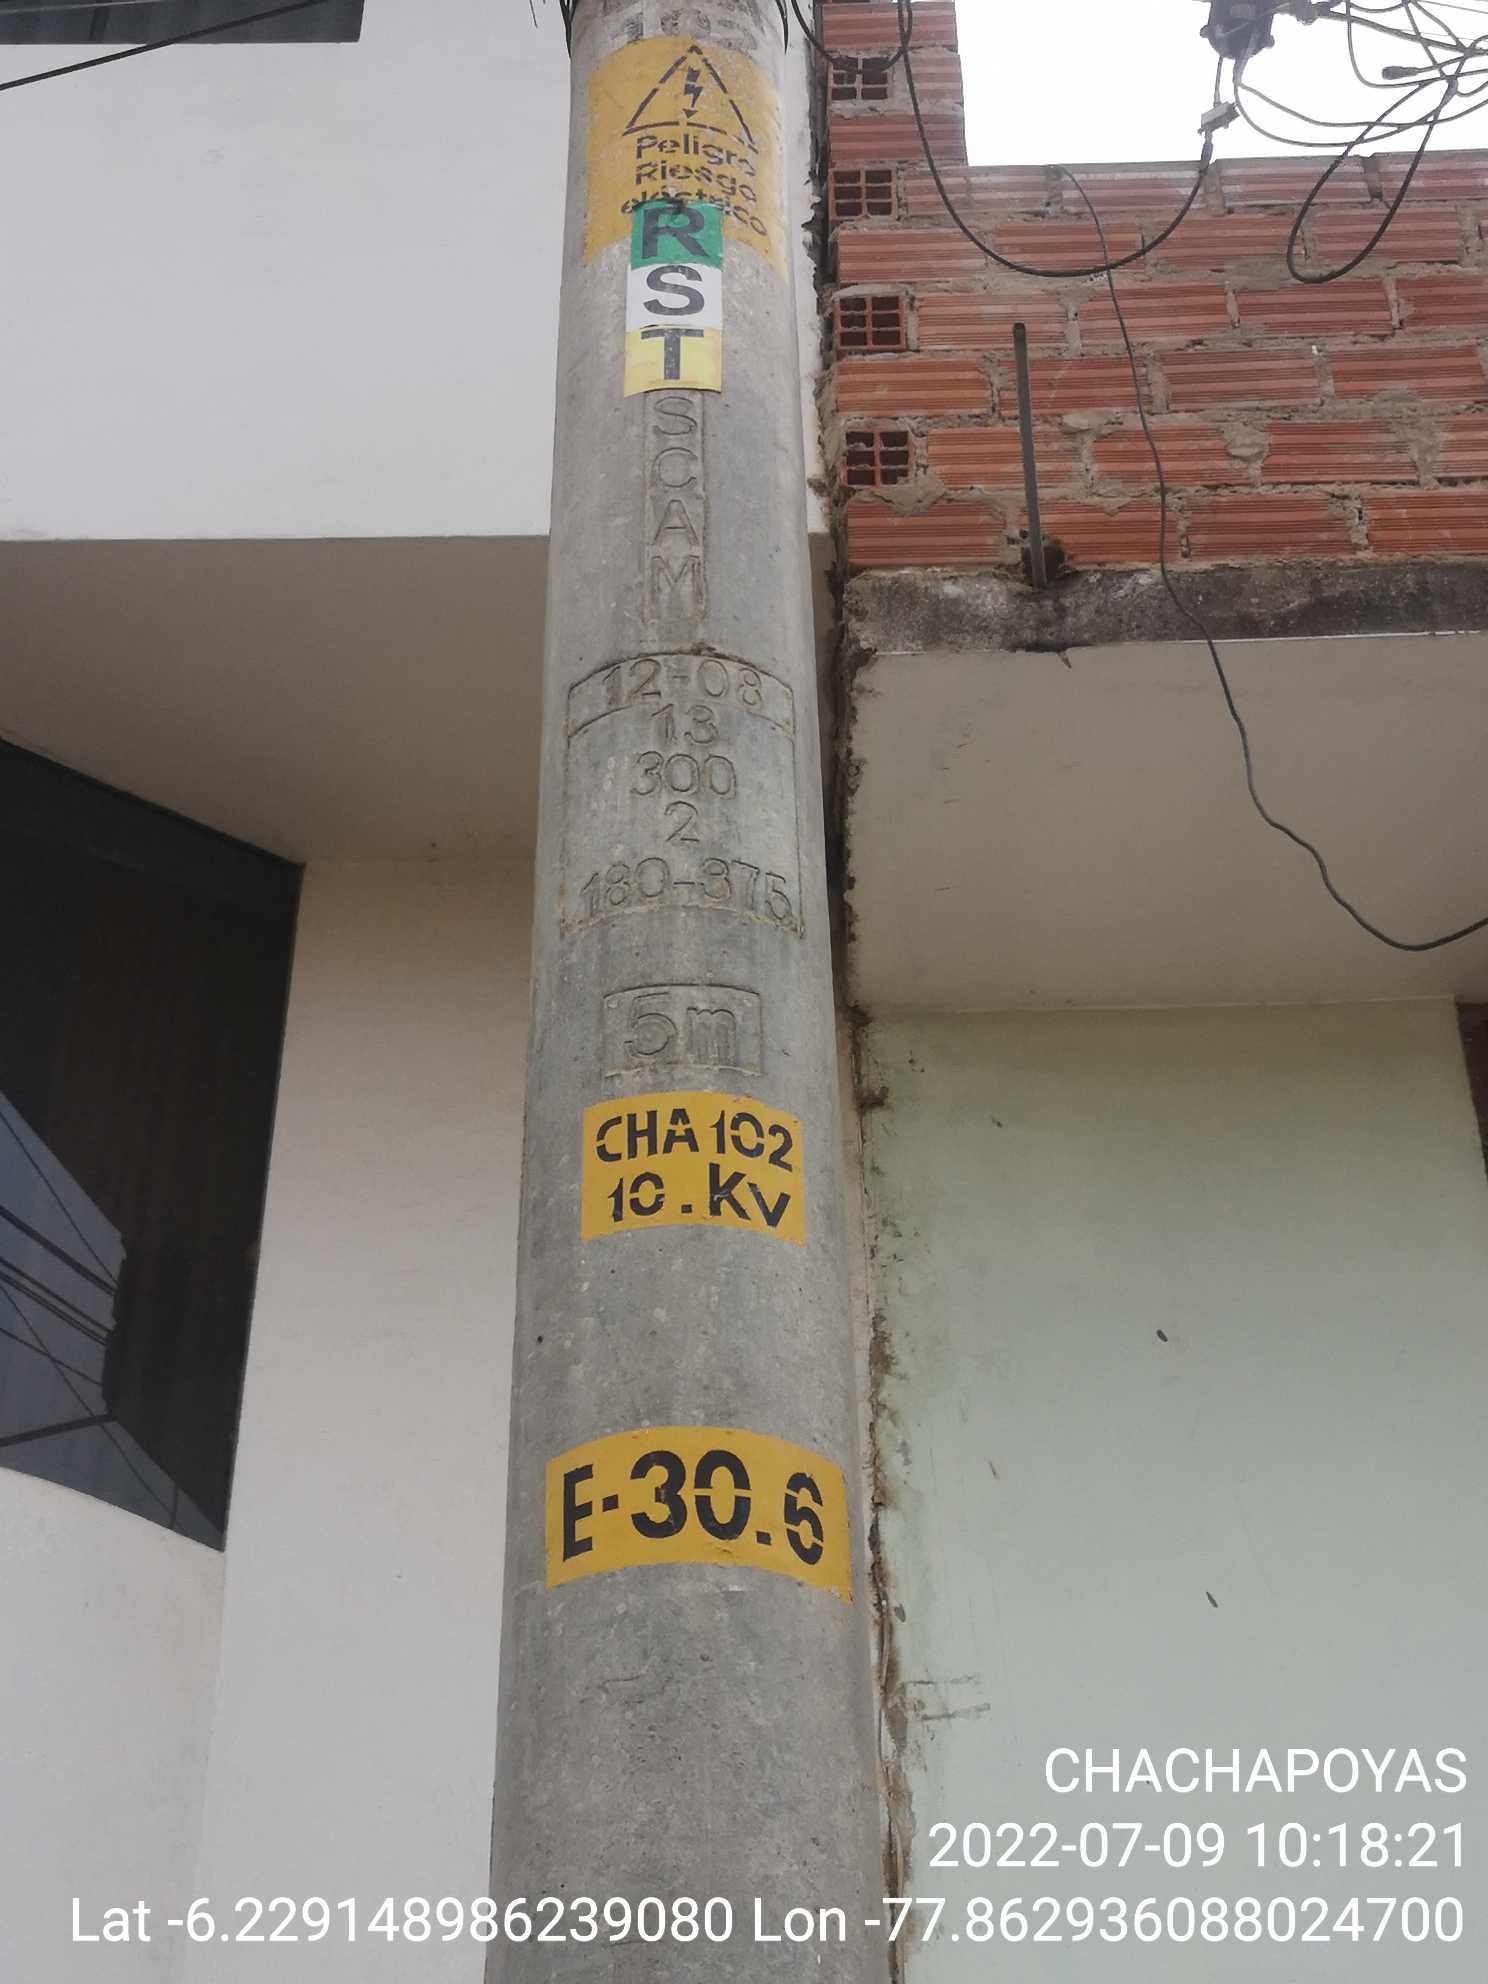 Peligro
Riesgo
eléctrico
R
S
T
SCAM
12-08
13
300
2
180-375
5m
CHA 102
10.Kv
E-30.6
CHACHAPOYAS
2022-07-09 10:18:21
Lat -6.229148986239080 Lon -77.862936088024700